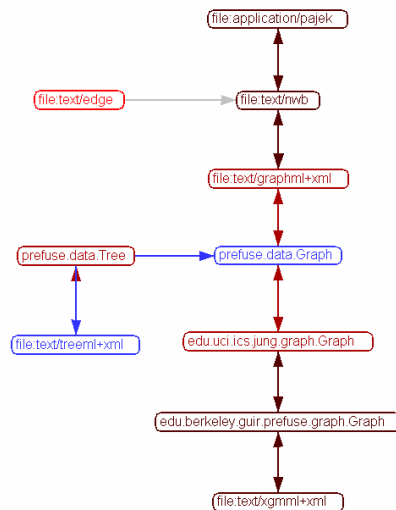 file:application/pajek
file:text/edge
file:text/nwb
file:text/graphml+xml
prefuse.data.Tree
prefuse.data.Graph
file:text/treeml+xml
edu.uci.ics.jung.graph.Graph
edu.berkeley.guir.prefuse.graph.Graph
file:text/xgmml+xml